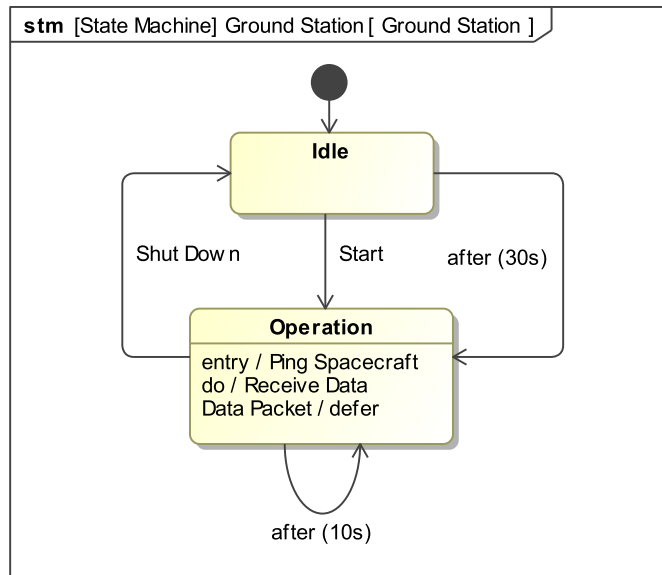 stm [State Machine] Ground Station [ Ground Station ]
Idle
Shut Down
Start
after (30s)
Operation
entry / Ping Spacecraft
do / Receive Data
Data Packet / defer
after (10s)